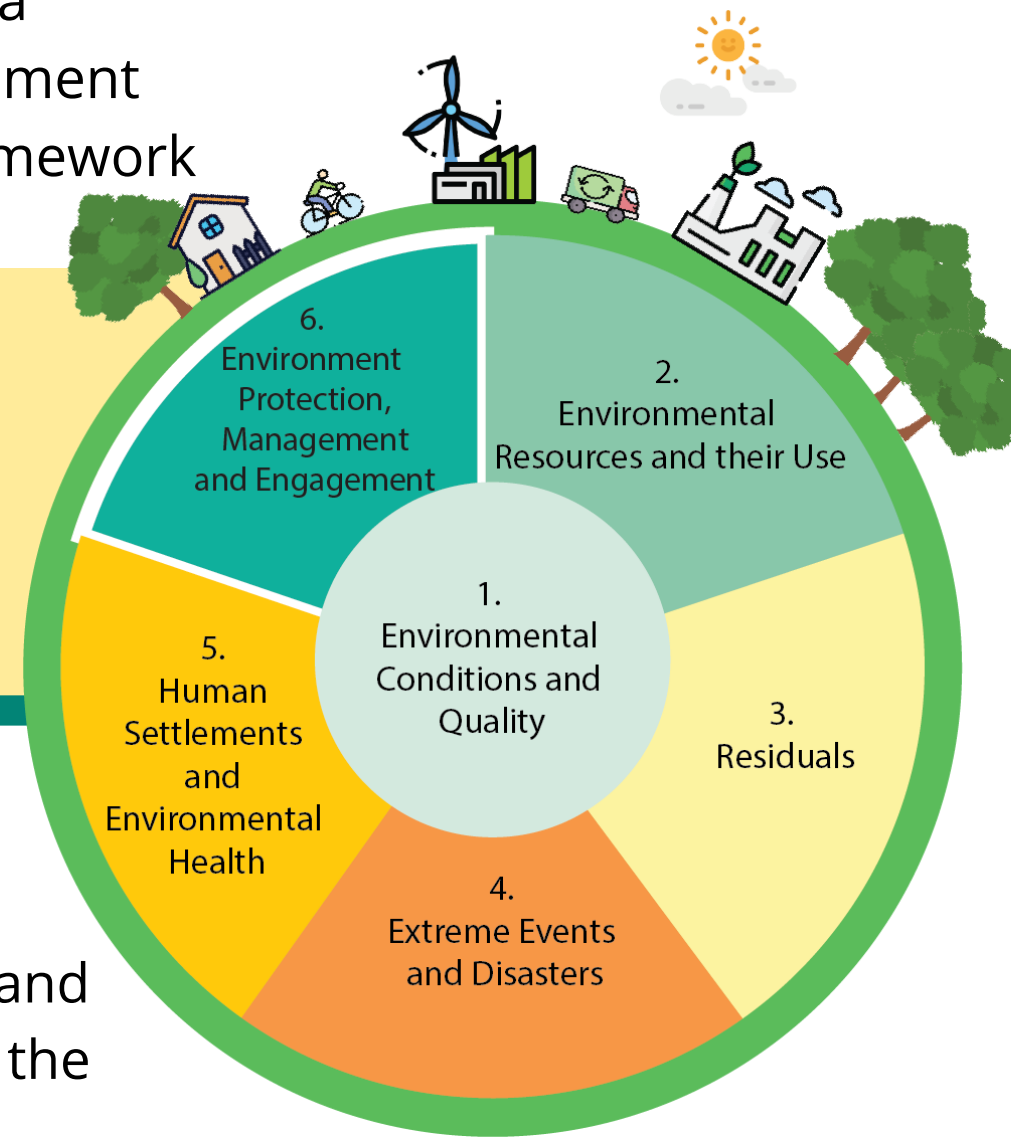 a
ment
mework
6.
Environment
Protection,
Management
and Engagement
2.
Environmental
Resources and their Use
1.
Environmental
Conditions and
Quality
5.
Human
Settlements
and
Environmental
Health
3.
Residuals
4.
Extreme Events
and Disasters
and
the